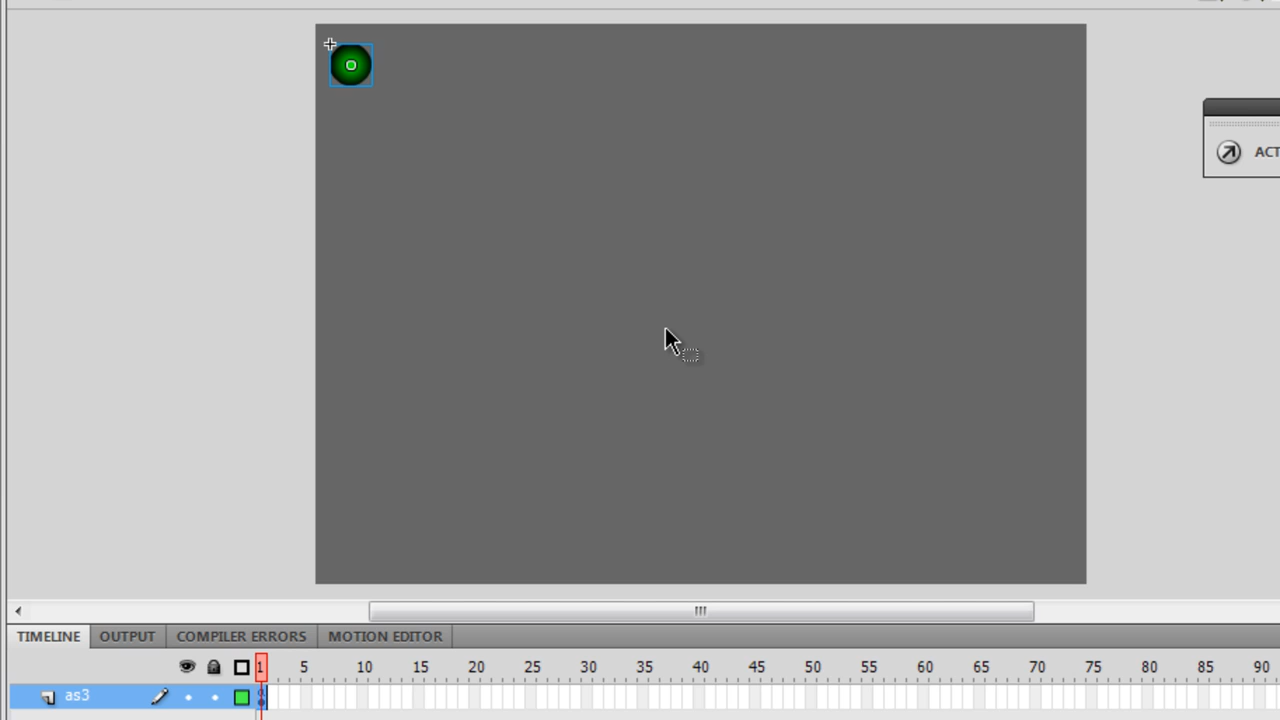 ACT
TIMELINE OUTPUT COMPILER ERRORS MOTION EDITOR
1 5 10 15 20 25 30 35 40 45 50 55 60 65 70 75 80 85 90
as3